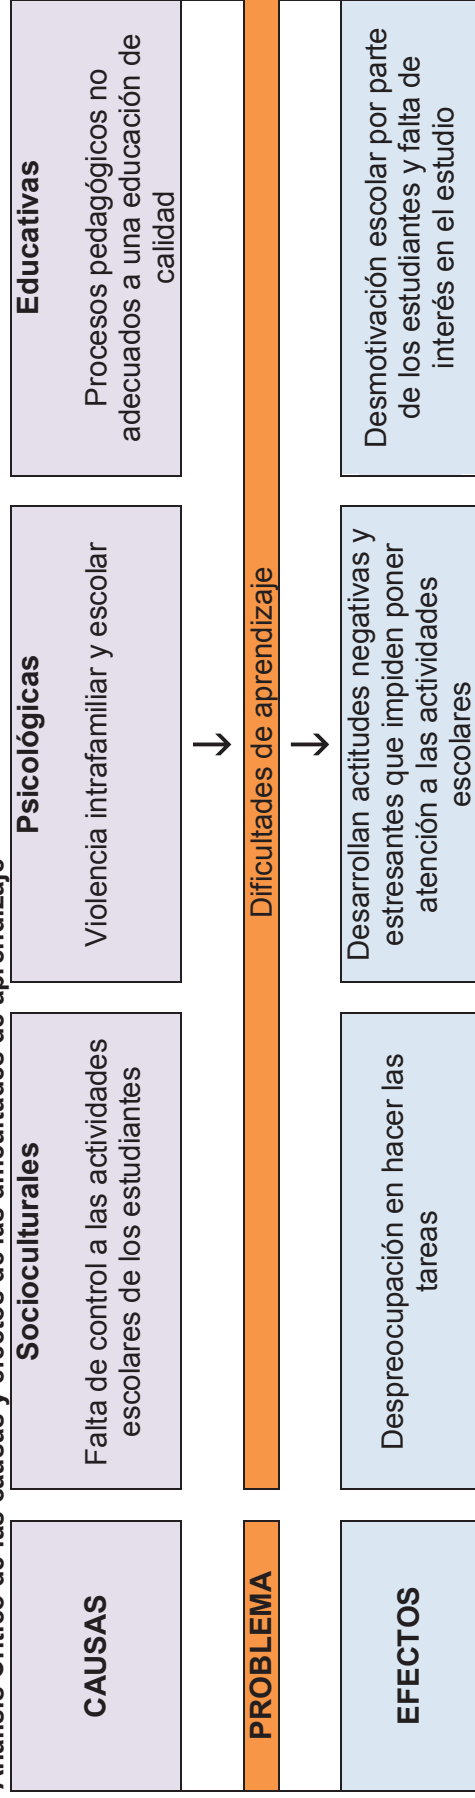 Análisis Crítico de las causas y efectos de las dificultades de aprendizaje
CAUSAS
Socioculturales
Falta de control a las actividades
escolares de los estudiantes
Psicológicas
Violencia intrafamiliar y escolar
Educativas
Procesos pedagógicos no
adecuados a una educación de
calidad
PROBLEMA
Dificultades de aprendizaje
EFECTOS
Despreocupación en hacer las
tareas
Desarrollan actitudes negativas y
estresantes que impiden poner
atención a las actividades
escolares
Desmotivación escolar por parte
de los estudiantes y falta de
interés en el estudio